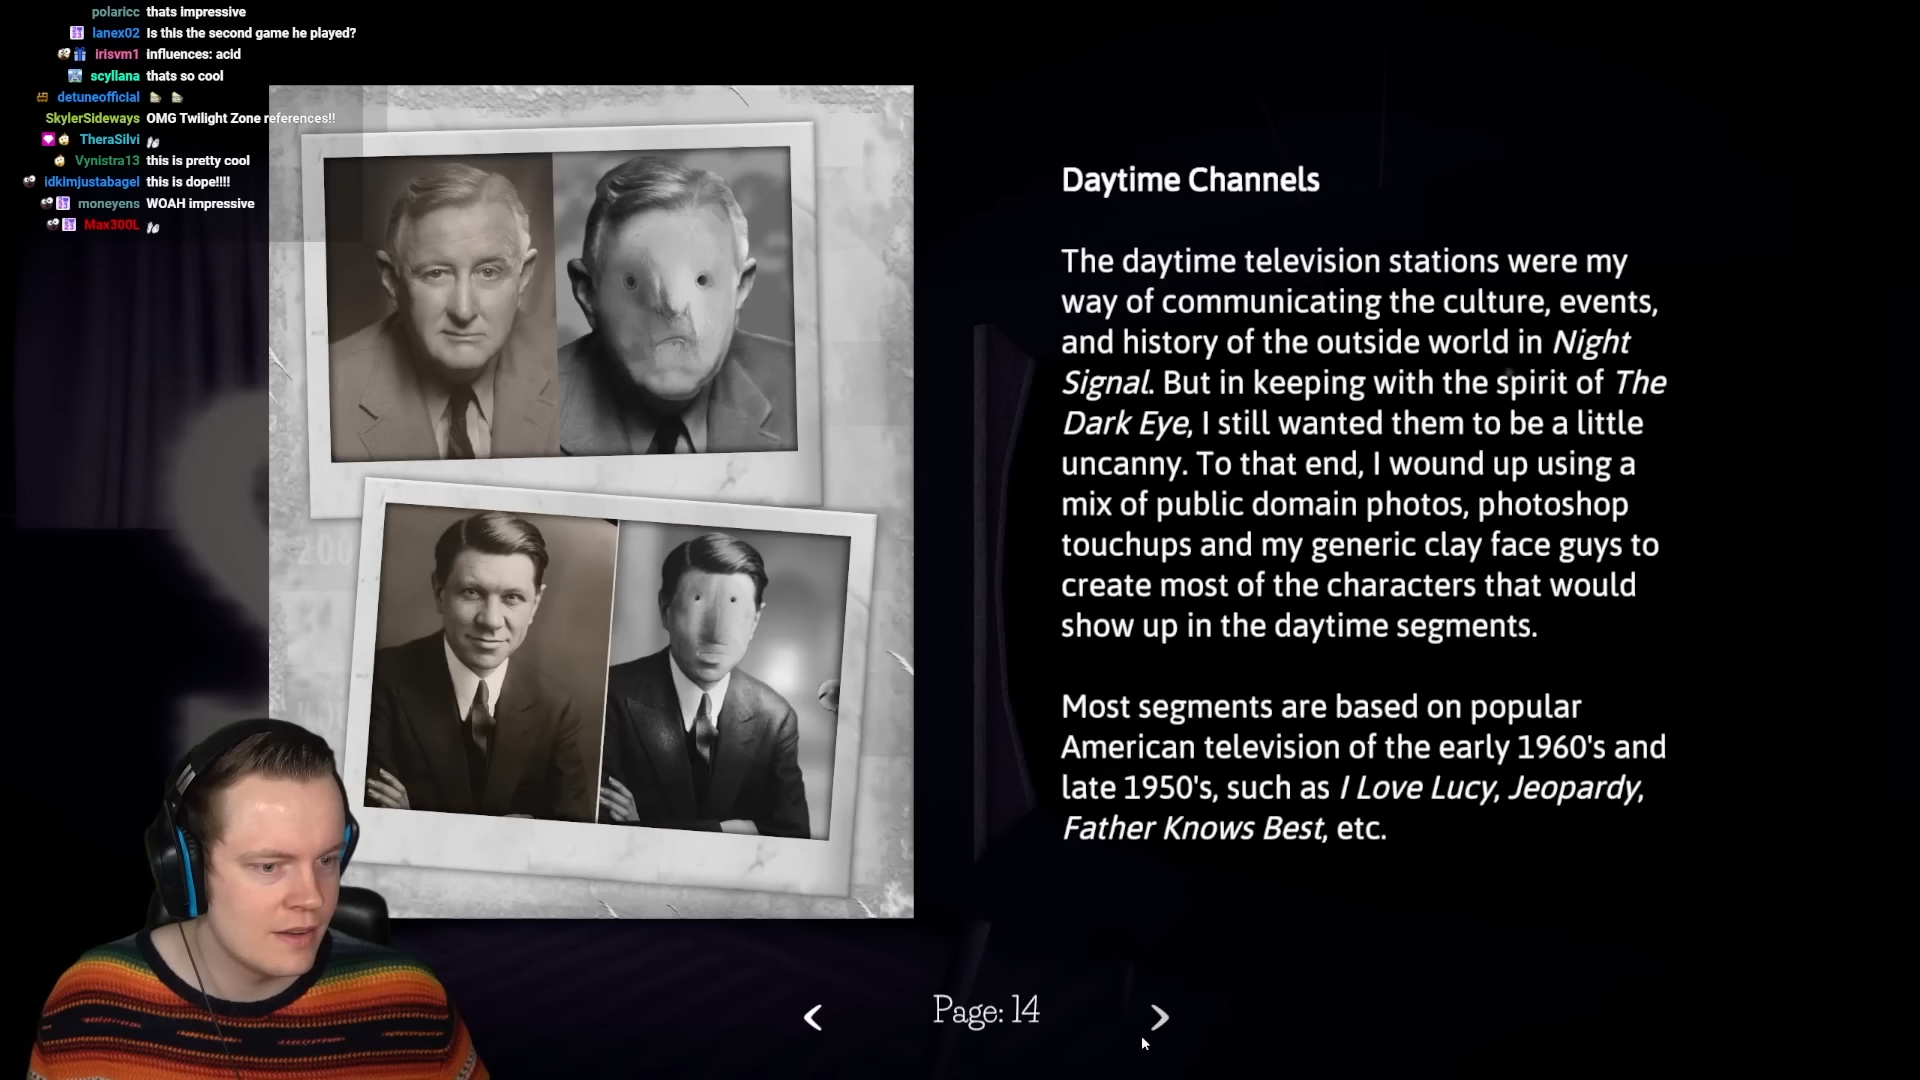 polaricc thats impressive
lanex02 Is this the second game he played?
irisvm1 influences: acid
scyllana thats so cool
detuneofficial
SkylerSideways OMG Twilight Zone references!!
TheraSilvi
Vynistra13 this is pretty cool
idkimjustabagel this is dope!!!!
moneyens WOAH impressive
Max300L
Daytime Channels
The daytime television stations were my
way of communicating the culture, events,
and history of the outside world in Night
Signal. But in keeping with the spirit of The
Dark Eye, I still wanted them to be a little
uncanny. To that end, I wound up using a
mix of public domain photos, photoshop
touchups and my generic clay face guys to
create most of the characters that would
show up in the daytime segments.
Most segments are based on popular
American television of the early 1960's and
late 1950's, such as I Love Lucy, Jeopardy,
Father Knows Best, etc.
< Page: 14 >